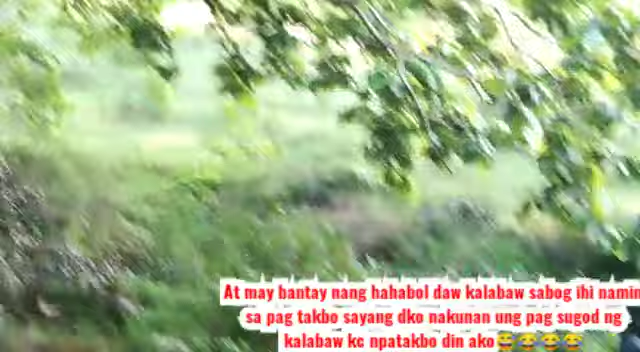 At may bantay nang hahabol daw kalabaw sabog ihi namin
sa pag takbo sayang dko nakunan ung pag sugod ng
kalabaw kc npatakbo din ako😂😂😂😂